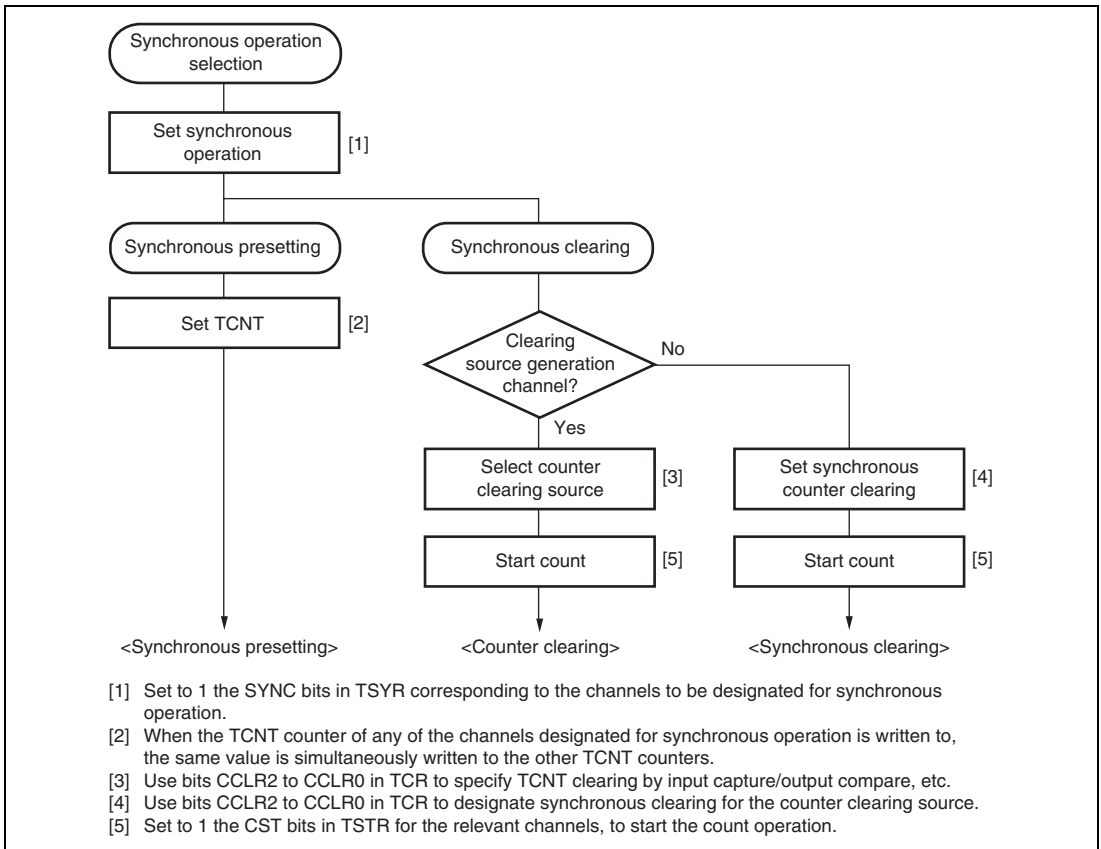 Synchronous operation
selection
Set synchronous
operation
[1]
Synchronous presetting
Synchronous clearing
Set TCNT
[2]
Clearing
source generation
channel?
No
Yes
Select counter
clearing source
[3]
Set synchronous
counter clearing
[4]
Start count
[5]
Start count
[5]
<Synchronous presetting>
<Counter clearing>
<Synchronous clearing>
[1] Set to 1 the SYNC bits in TSYR corresponding to the channels to be designated for synchronous
operation.
[2] When the TCNT counter of any of the channels designated for synchronous operation is written to,
the same value is simultaneously written to the other TCNT counters.
[3] Use bits CCLR2 to CCLR0 in TCR to specify TCNT clearing by input capture/output compare, etc.
[4] Use bits CCLR2 to CCLR0 in TCR to designate synchronous clearing for the counter clearing source.
[5] Set to 1 the CST bits in TSTR for the relevant channels, to start the count operation.